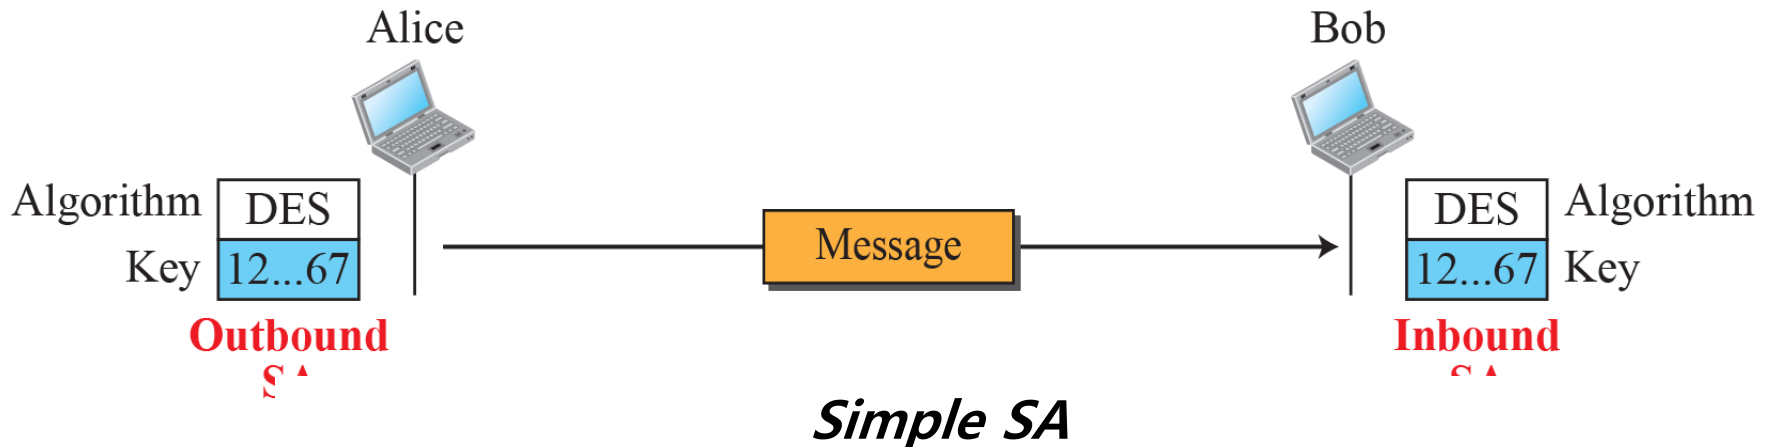 Alice
Bob
Algorithm DES
Key 12...67
Outbound
Message
DES Algorithm
12...67 Key
Inbound
Simple SA